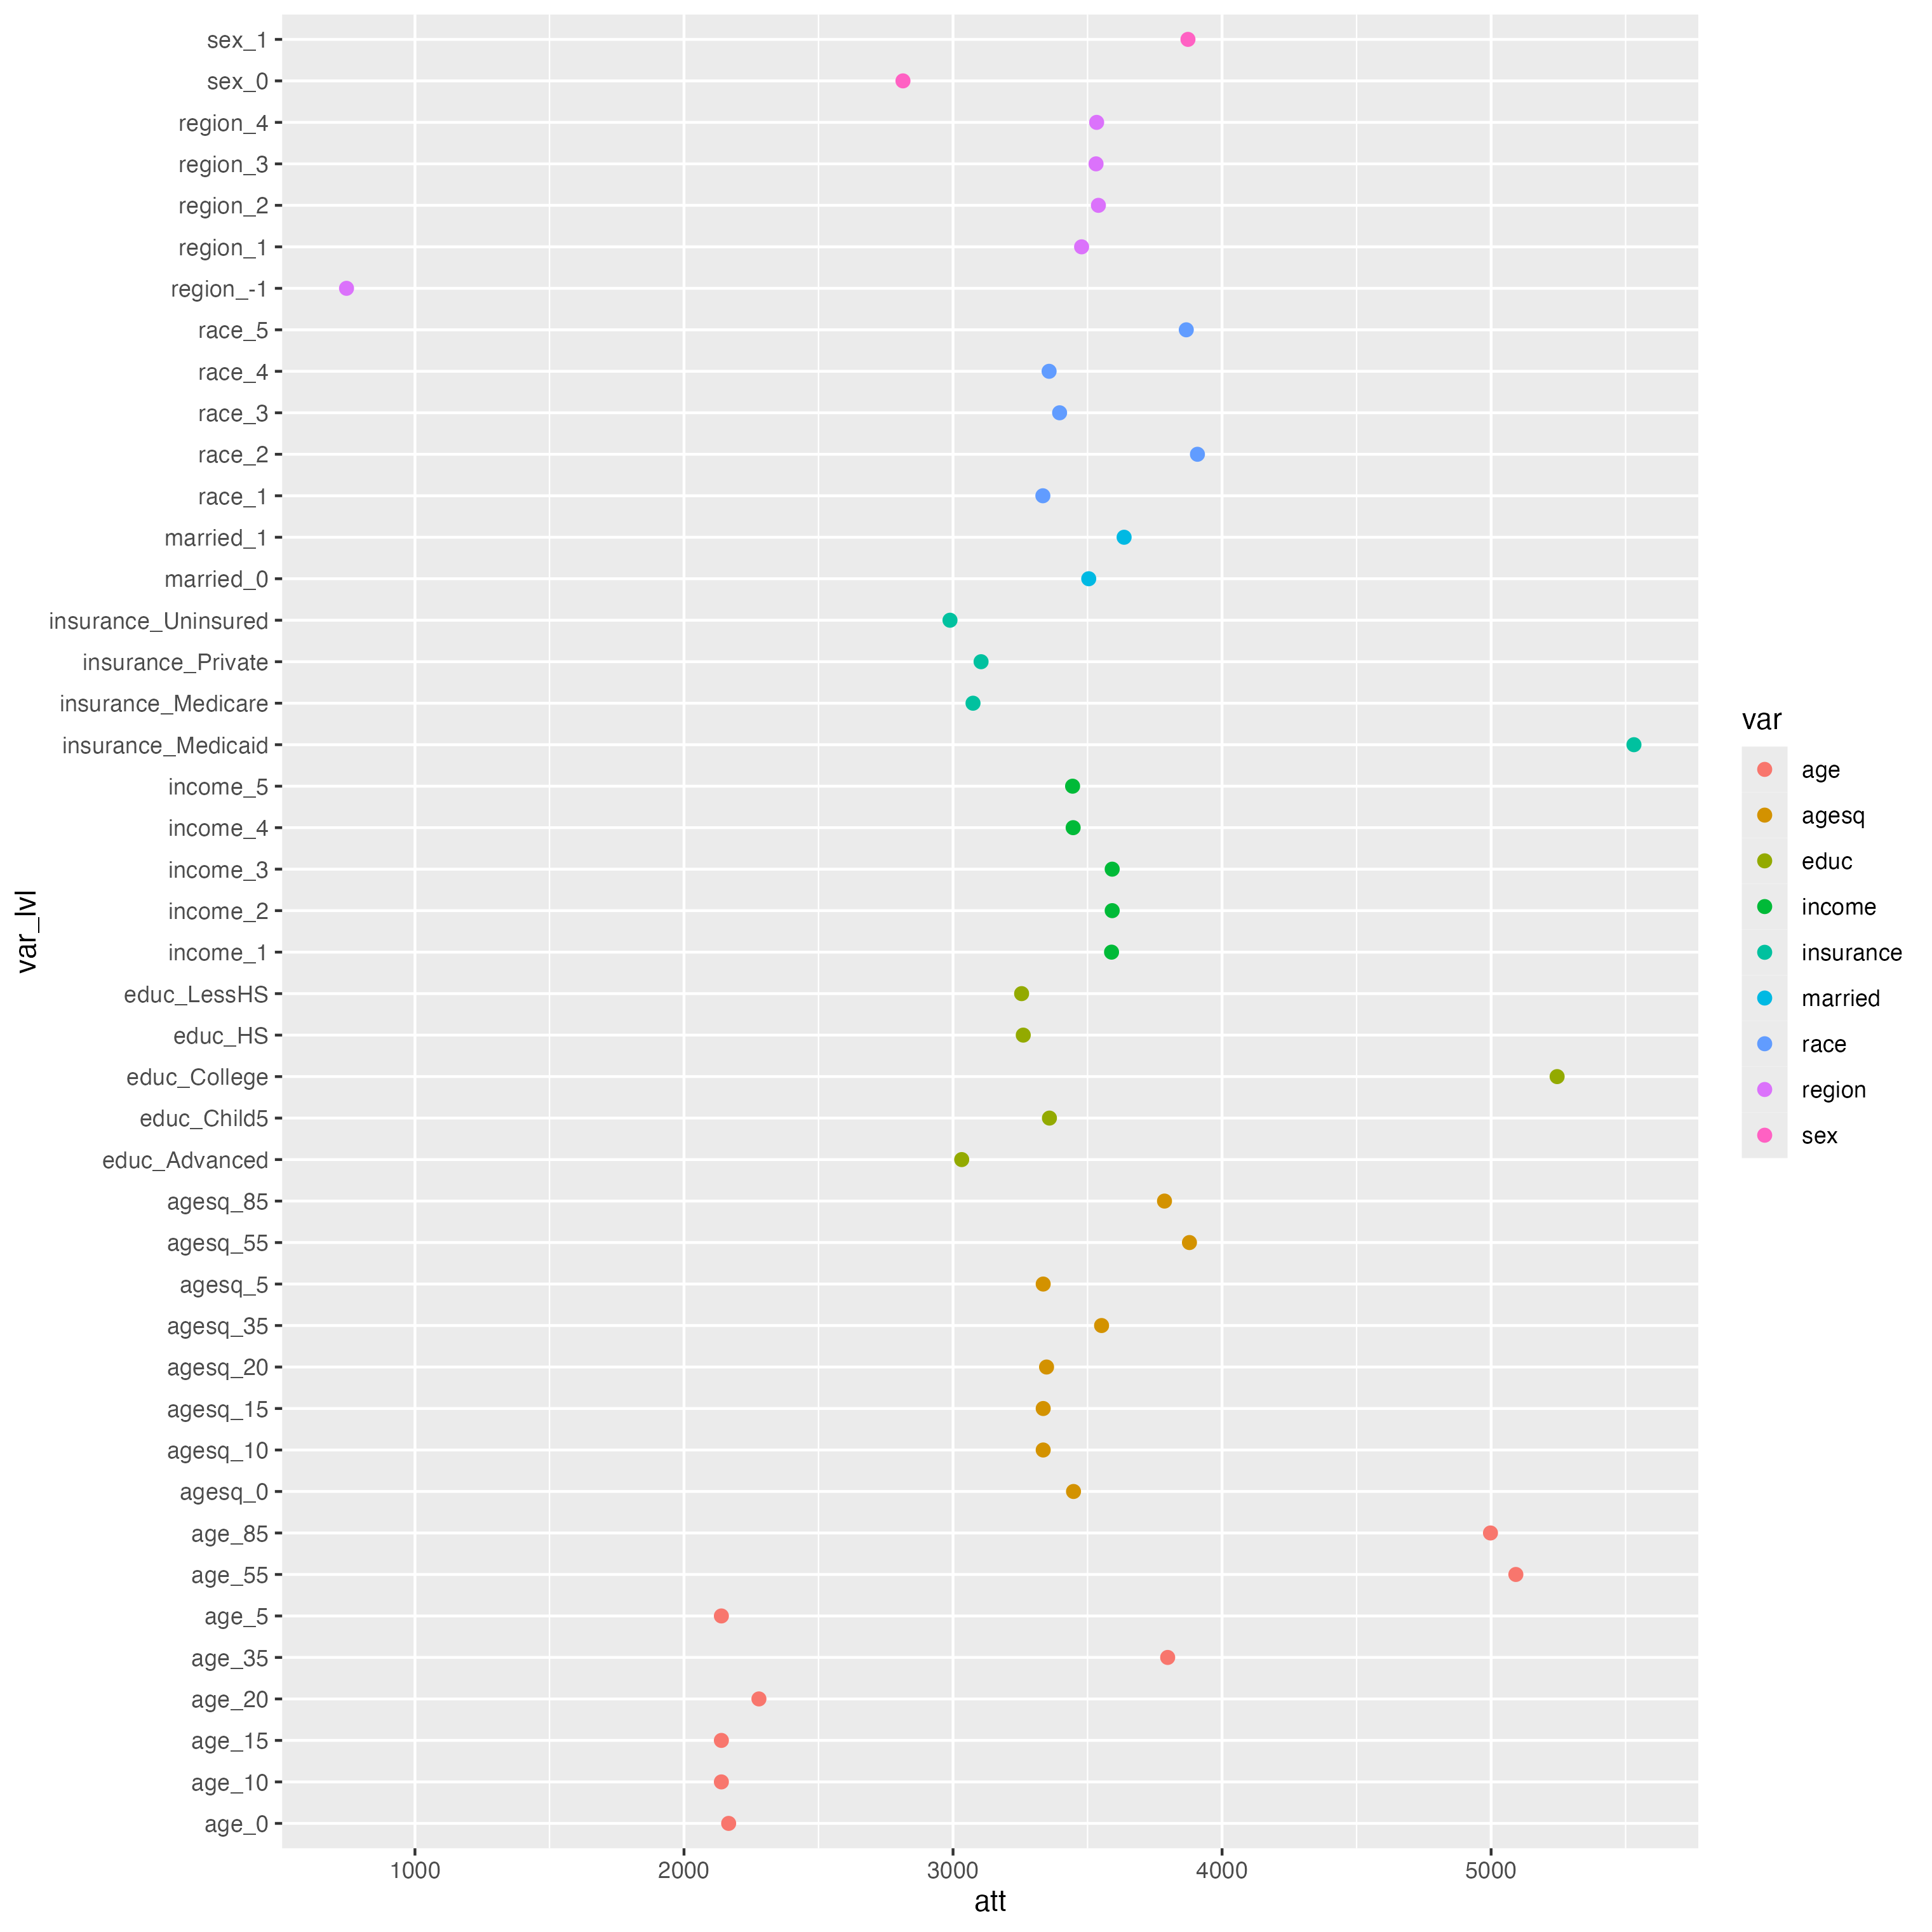 sex_1
sex_0
region_4
region_3
region_2
region_1
region_-1
race_5
race_4
race_3
race_2
race_1
married_1
married_0
insurance_Uninsured
insurance_Private
insurance_Medicare
insurance_Medicaid
income_5
income_4
income_3
income_2
income_1
educ_LessHS
educ_HS
educ_College
educ_Child5
educ_Advanced
agesq_85
agesq_55
agesq_5
agesq_35
agesq_20
agesq_15
agesq_10
agesq_0
age_85
age_55
age_5
age_35
age_20
age_15
age_10
age_0
var_lvl
1000 2000 3000 4000 5000
att
var
age
agesq
educ
income
insurance
married
race
region
sex